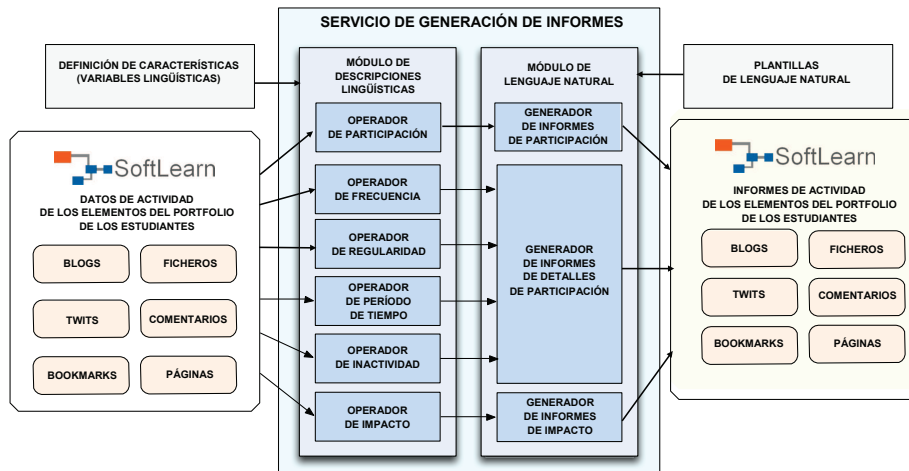 SERVICIO DE GENERACIÓN DE INFORMES
DEFINICIÓN DE CARACTERÍSTICAS
(VARIABLES LINGÜÍSTICAS)
MÓDULO DE
DESCRIPCIONES
LINGÜÍSTICAS
MÓDULO DE
LENGUAJE NATURAL
PLANTILLAS
DE LENGUAJE NATURAL
SoftLearn
DATOS DE ACTIVIDAD
DE LOS ELEMENTOS DEL PORTFOLIO
DE LOS ESTUDIANTES
BLOGS
FICHEROS
TWITS
COMENTARIOS
BOOKMARKS
PÁGINAS
OPERADOR
DE PARTICIPACIÓN
OPERADOR
DE FRECUENCIA
OPERADOR
DE REGULARIDAD
OPERADOR
DE PERÍODO
DE TIEMPO
OPERADOR
DE INACTIVIDAD
OPERADOR
DE IMPACTO
GENERADOR
DE INFORMES
DE PARTICIPACIÓN
GENERADOR
DE INFORMES
DE DETALLES
DE PARTICIPACIÓN
GENERADOR
DE INFORMES
DE IMPACTO
SoftLearn
INFORMES DE ACTIVIDAD
DE LOS ELEMENTOS DEL PORTFOLIO
DE LOS ESTUDIANTES
BLOGS
FICHEROS
TWITS
COMENTARIOS
BOOKMARKS
PÁGINAS